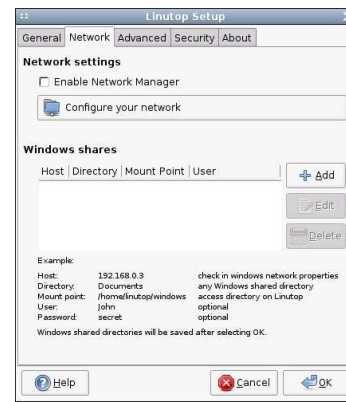 Linutop Setup
General Network Advanced Security About
Network settings
Enable Network Manager
Configure your network
Windows shares
Host Directory Mount Point User
Add
Edit
Delete
Example:
Host: 192.168.0.3 check in windows network properties
Directory: Documents any Windows shared directory
Mount point: /home/linutop/windows access directory on Linutop
User: John optional
Password: secret optional
Windows shared directories will be saved after selecting OK.
Help Cancel OK